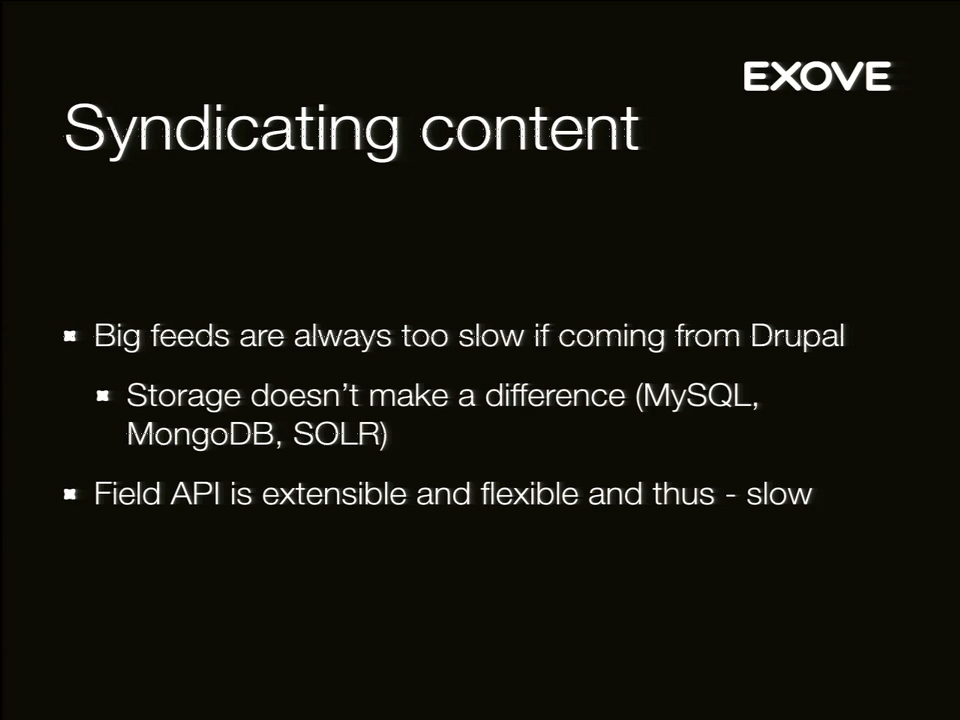 EXOVE
Syndicating content
Big feeds are always too slow if coming from Drupal
Storage doesn’t make a difference (MySQL,
MongoDB, SOLR)
Field API is extensible and flexible and thus - slow